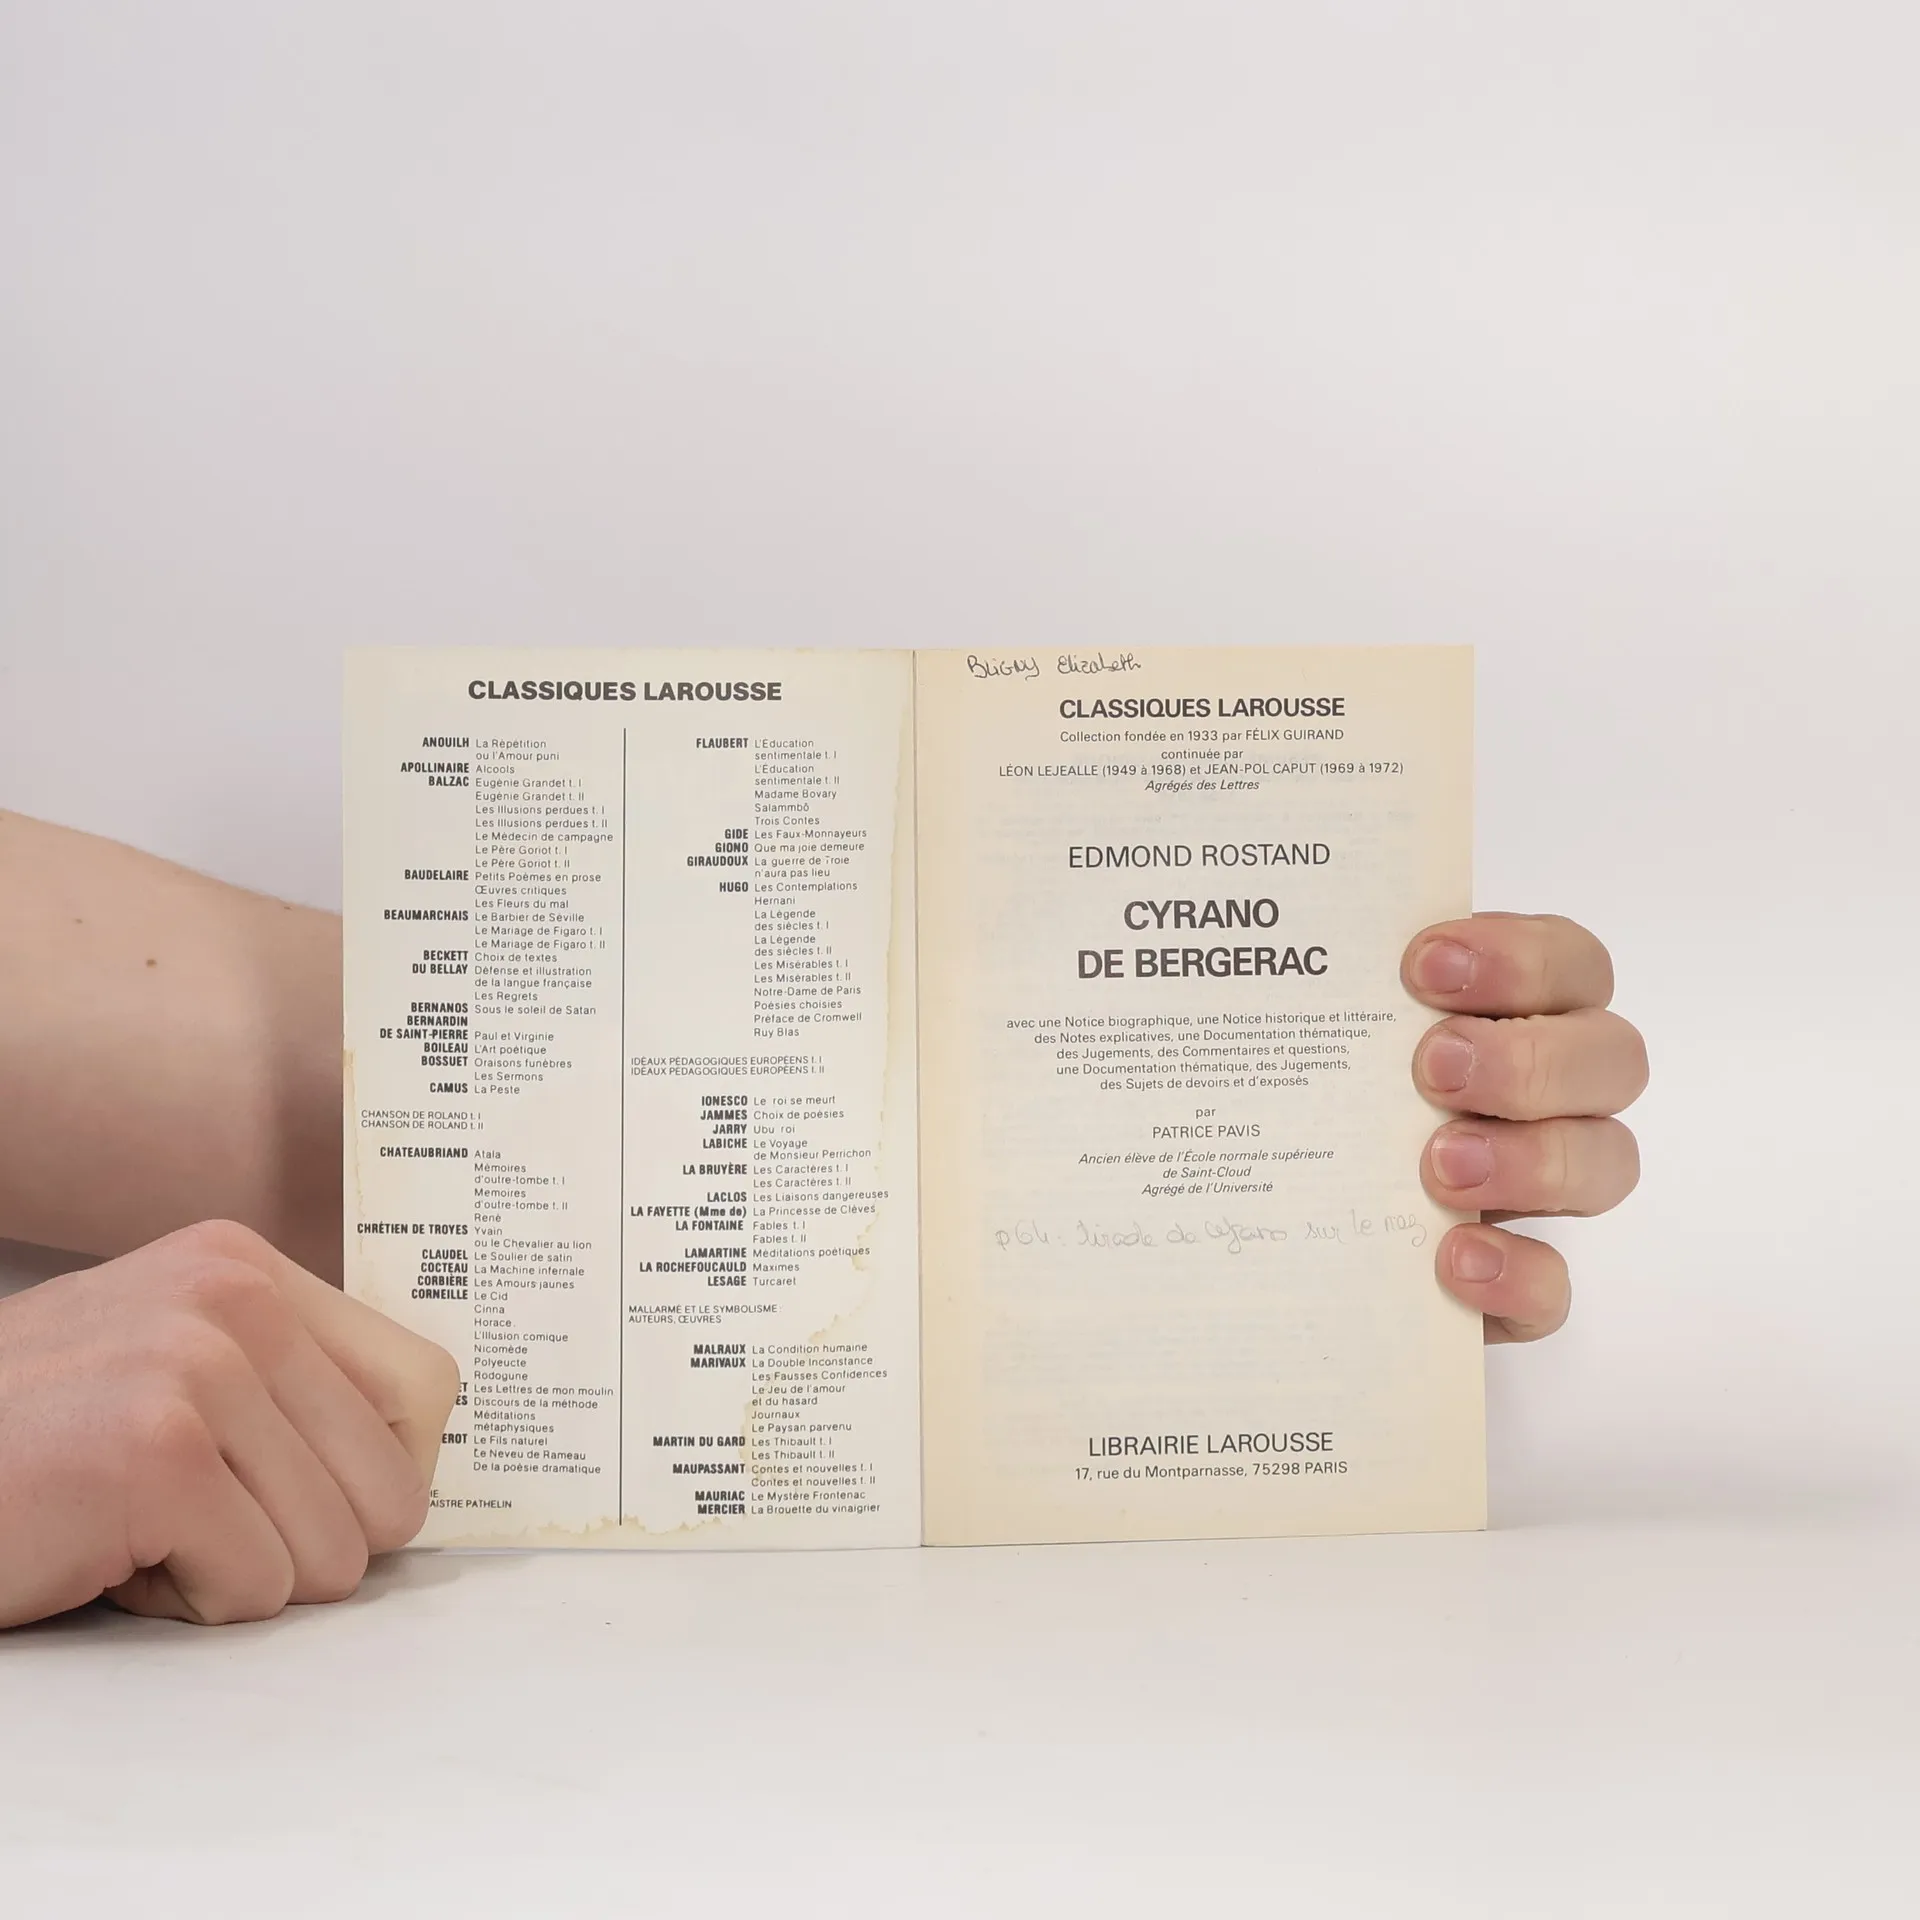 CLASSIQUES LAROUSSE
ANOUILH La Répétition
ou l'Amour puni
APOLLINAIRE Alcools
BALZAC Eugénie Grandet t. I
Eugénie Grandet t. II
Les Illusions perdues t. I
Les Illusions perdues t. II
Le Médecin de campagne
Le Père Goriot t. I
Le Père Goriot t. II
BAUDELAIRE Petits Poèmes en prose
Œuvres critiques
Les Fleurs du mal
BEAUMARCHAIS Le Barbier de Séville
Le Mariage de Figaro t. I
Le Mariage de Figaro t. II
BECKETT Choix de textes
DU BELLAY Défense et illustration
de la langue française
Les Regrets
BERNANOS Sous le soleil de Satan
BERNARDIN
DE SAINT-PIERRE Paul et Virginie
BOILEAU L'Art poétique
BOSSUET Oraisons funèbres
Les Sermons
CAMUS La Peste
CHANSON DE ROLAND t. I
CHANSON DE ROLAND t. II
CHATEAUBRIAND Atala
Mémoires
d'outre-tombe t. I
Mémoires
d'outre-tombe t. II
René
CHRÉTIEN DE TROYES Yvain
ou le Chevalier au lion
CLAUDEL Le Soulier de satin
COCTEAU La Machine infernale
CORBIÈRE Les Amours jaunes
CORNEILLE Le Cid
Cinna
Horace
L'Illusion comique
Nicomède
Polyeucte
Rodogune
ET Les Lettres de mon moulin
ES Discours de la méthode
Méditations
métaphysiques
EROT Le Fils naturel
Le Neveu de Rameau
De la poésie dramatique
IE
AISTRE PATHELIN
FLAUBERT L'Éducation
sentimentale t. I
L'Éducation
sentimentale t. II
Madame Bovary
Salammbô
Trois Contes
GIDE Les Faux-Monnayeurs
GIONO Que ma joie demeure
GIRAUDOUX La guerre de Troie
n'aura pas lieu
HUGO Les Contemplations
Hernani
La Légende
des siècles t. I
La Légende
des siècles t. II
Les Misérables t. I
Les Misérables t. II
Notre-Dame de Paris
Poésies choisies
Préface de Cromwell
Ruy Blas
IDÉAUX PÉDAGOGIQUES EUROPÉENS t. I
IDÉAUX PÉDAGOGIQUES EUROPÉENS t. II
IONESCO Le roi se meurt
JAMMES Choix de poésies
JARRY Ubu roi
LABICHE Le Voyage
de Monsieur Perrichon
LA BRUYÈRE Les Caractères t. I
Les Caractères t. II
LACLOS Les Liaisons dangereuses
LA FAYETTE (Mme de) La Princesse de Clèves
LA FONTAINE Fables t. I
Fables t. II
LAMARTINE Méditations poétiques
LA ROCHEFOUCAULD Maximes
LESAGE Turcaret
MALLARMÉ ET LE SYMBOLISME :
AUTEURS, ŒUVRES
MALRAUX La Condition humaine
MARIVAUX La Double Inconstance
Les Fausses Confidences
Le Jeu de l'amour
et du hasard
Journaux
Le Paysan parvenu
MARTIN DU GARD Les Thibault t. I
Les Thibault t. II
MAUPASSANT Contes et nouvelles t. I
Contes et nouvelles t. II
MAURIAC Le Mystère Frontenac
MERCIER La Brouette du vinaigrier
BLIGNY Elizabeth
CLASSIQUES LAROUSSE
Collection fondée en 1933 par FÉLIX GUIRAND
continuée par
LÉON LEJEALLE (1949 à 1968) et JEAN-POL CAPUT (1969 à 1972)
Agrégés des Lettres
EDMOND ROSTAND
CYRANO
DE BERGERAC
avec une Notice biographique, une Notice historique et littéraire,
des Notes explicatives, une Documentation thématique,
des Jugements, des Commentaires et questions,
une Documentation thématique, des Jugements,
des Sujets de devoirs et d'exposés
par
PATRICE PAVIS
Ancien élève de l'École normale supérieure
de Saint-Cloud
Agrégé de l'Université
p64 : tirade de Cyrano sur le naz
LIBRAIRIE LAROUSSE
17, rue du Montparnasse, 75298 PARIS